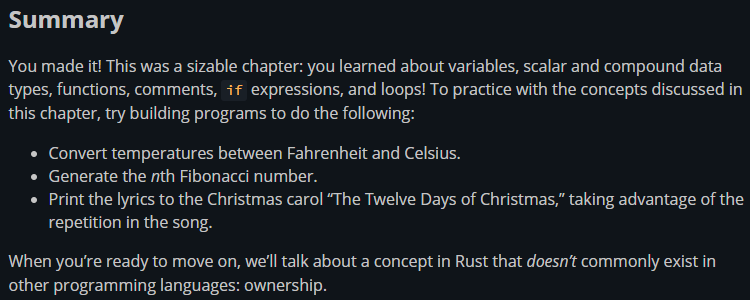 Summary
You made it! This was a sizable chapter: you learned about variables, scalar and compound data
types, functions, comments, if expressions, and loops! To practice with the concepts discussed in
this chapter, try building programs to do the following:
• Convert temperatures between Fahrenheit and Celsius.
• Generate the nth Fibonacci number.
• Print the lyrics to the Christmas carol “The Twelve Days of Christmas,” taking advantage of the
repetition in the song.
When you’re ready to move on, we’ll talk about a concept in Rust that doesn’t commonly exist in
other programming languages: ownership.